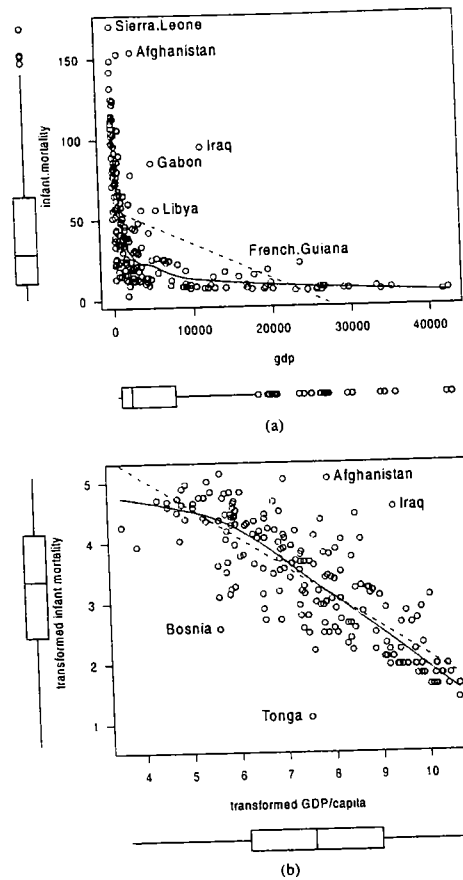 Sierra.Leone
150
Afghanistan
infant.mortality
100
Iraq
Gabon
50
Libya
French.Guiana
0
0 10000 20000 30000 40000
gdp
(a)
5
Afghanistan
Iraq
4
transformed infant mortality
3
Bosnia
2
Tonga
1
4 5 6 7 8 9 10
transformed GDP/capita
(b)